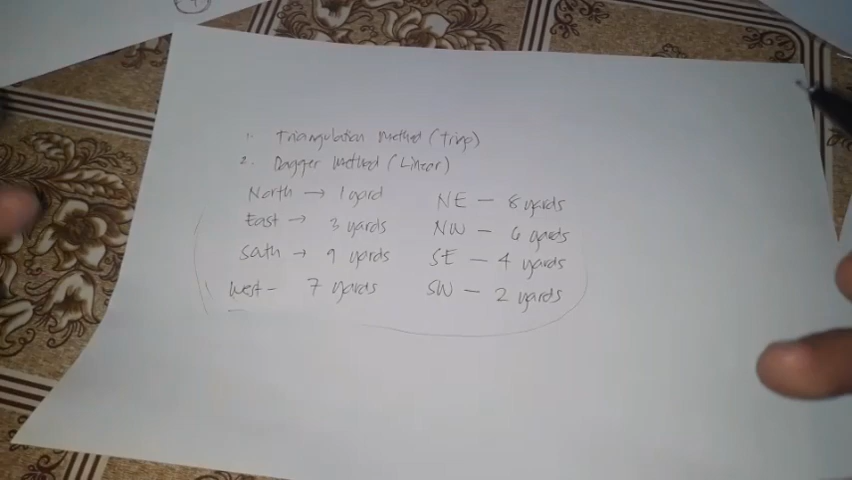 1. Triangulation Method (Trip)
2. Dagger Method (Linear)
North → 1 yard
East → 3 yards
South → 9 yards
West - 7 yards
NE - 8 yards
NW - 6 yards
SE - 4 yards
SW - 2 yards